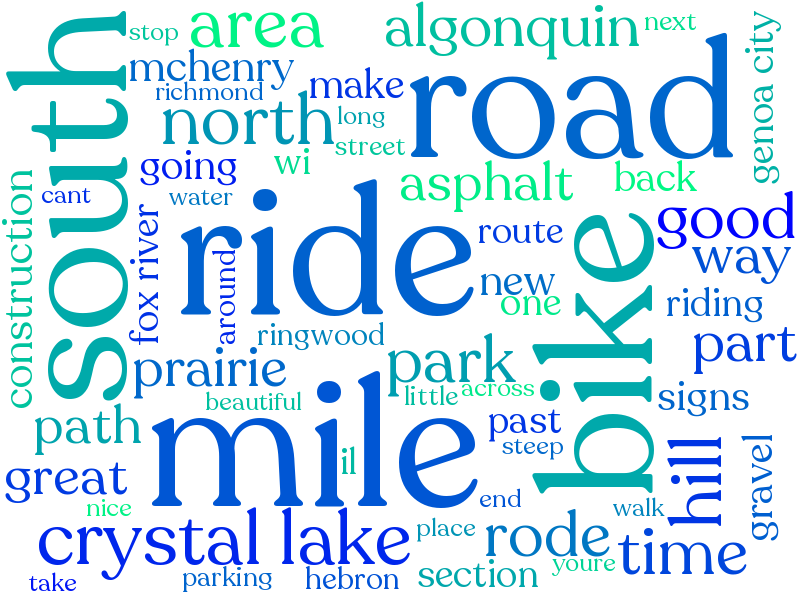 stop
area
algonquin
next
mchenry
richmond
make
road
genoa city
south
north
long
street
going
wi
asphalt
back
cant
water
construction
fox river
around
ride
route
good
way
new
one
riding
bike
ringwood
prairie
park
part
beautiful
little
across
signs
path
mile
il
past
steep
great
nice
end
hill
gravel
walk
crystal lake
place
rode
time
youre
take
parking
hebron
section